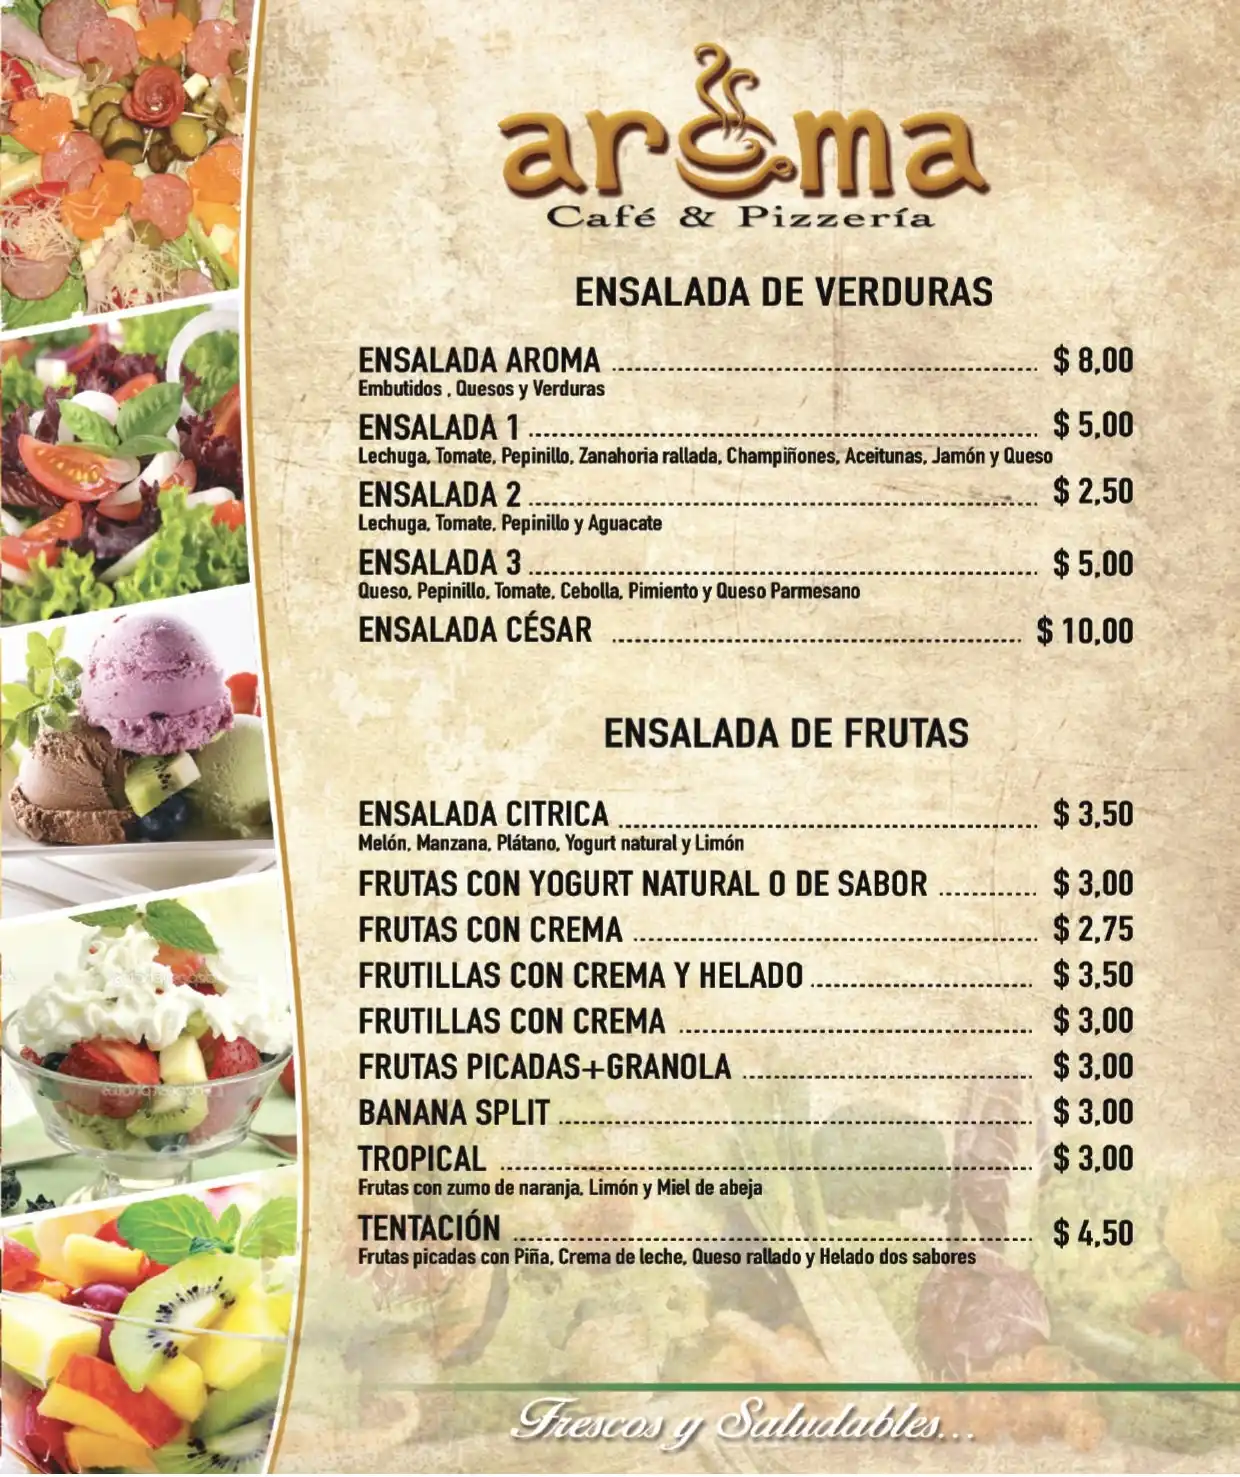 aroma
Café & Pizzería
ENSALADA DE VERDURAS
ENSALADA AROMA ........ $ 8,00
Embutidos , Quesos y Verduras
ENSALADA 1 ........ $ 5,00
Lechuga, Tomate, Pepinillo, Zanahoria rallada, Champiñones, Aceitunas, Jamón y Queso
ENSALADA 2 ........ $ 2,50
Lechuga, Tomate, Pepinillo y Aguacate
ENSALADA 3 ........ $ 5,00
Queso, Pepinillo, Tomate, Cebolla, Pimiento y Queso Parmesano
ENSALADA CÉSAR ........ $ 10,00
ENSALADA DE FRUTAS
ENSALADA CITRICA ........ $ 3,50
Melón, Manzana, Plátano, Yogurt natural y Limón
FRUTAS CON YOGURT NATURAL O DE SABOR ........ $ 3,00
FRUTAS CON CREMA ........ $ 2,75
FRUTILLAS CON CREMA Y HELADO ........ $ 3,50
FRUTILLAS CON CREMA ........ $ 3,00
FRUTAS PICADAS+GRANOLA ........ $ 3,00
BANANA SPLIT ........ $ 3,00
TROPICAL ........ $ 3,00
Frutas con zumo de naranja, Limón y Miel de abeja
TENTACIÓN ........ $ 4,50
Frutas picadas con Piña, Crema de leche, Queso rallado y Helado dos sabores
Frescos y Saludables...